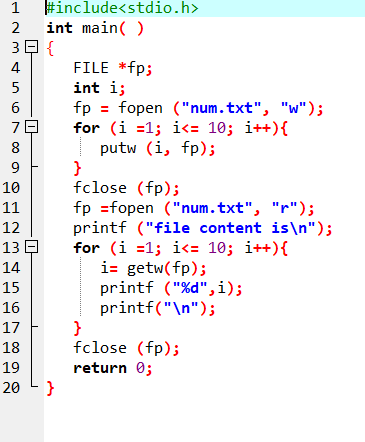 1 #include<stdio.h>
2 int main( )
3 {
4 FILE *fp;
5 int i;
6 fp = fopen ("num.txt", "w");
7 for (i =1; i<= 10; i++){
8 putw (i, fp);
9 }
10 fclose (fp);
11 fp =fopen ("num.txt", "r");
12 printf ("file content is\n");
13 for (i =1; i<= 10; i++){
14 i= getw(fp);
15 printf ("%d",i);
16 printf("\n");
17 }
18 fclose (fp);
19 return 0;
20 }